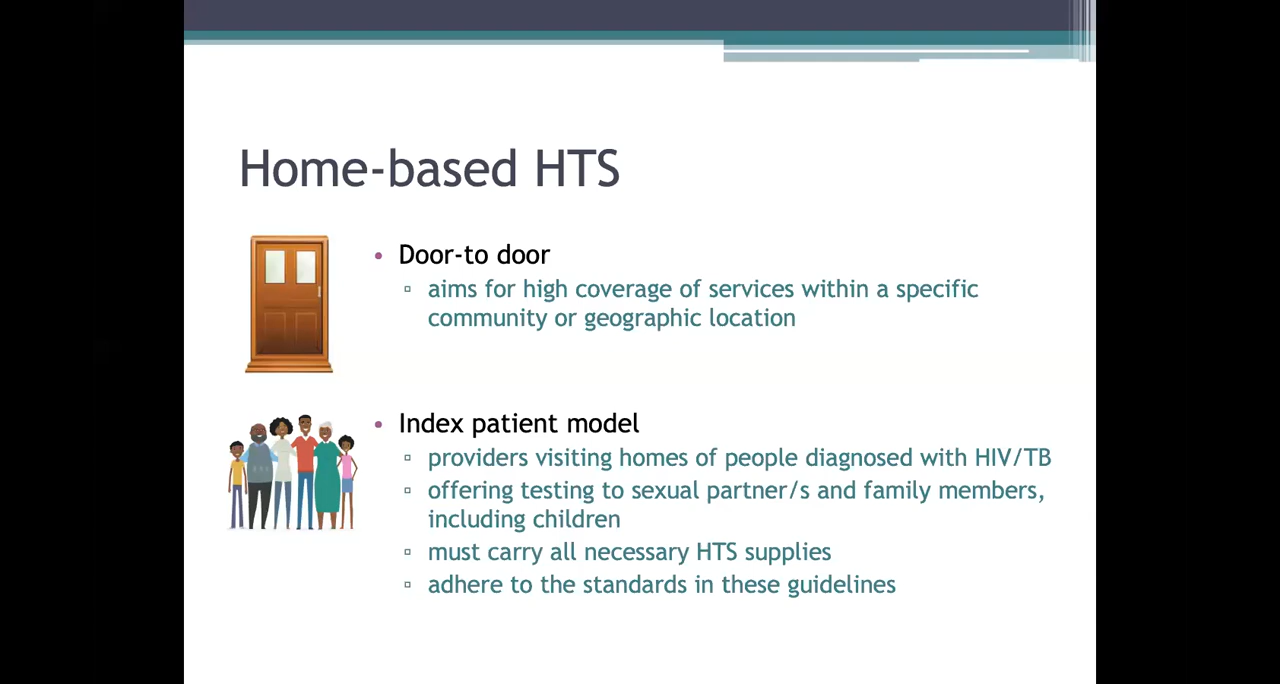 Home-based HTS
• Door-to door
▫ aims for high coverage of services within a specific
community or geographic location
• Index patient model
▫ providers visiting homes of people diagnosed with HIV/TB
▫ offering testing to sexual partner/s and family members,
including children
▫ must carry all necessary HTS supplies
▫ adhere to the standards in these guidelines